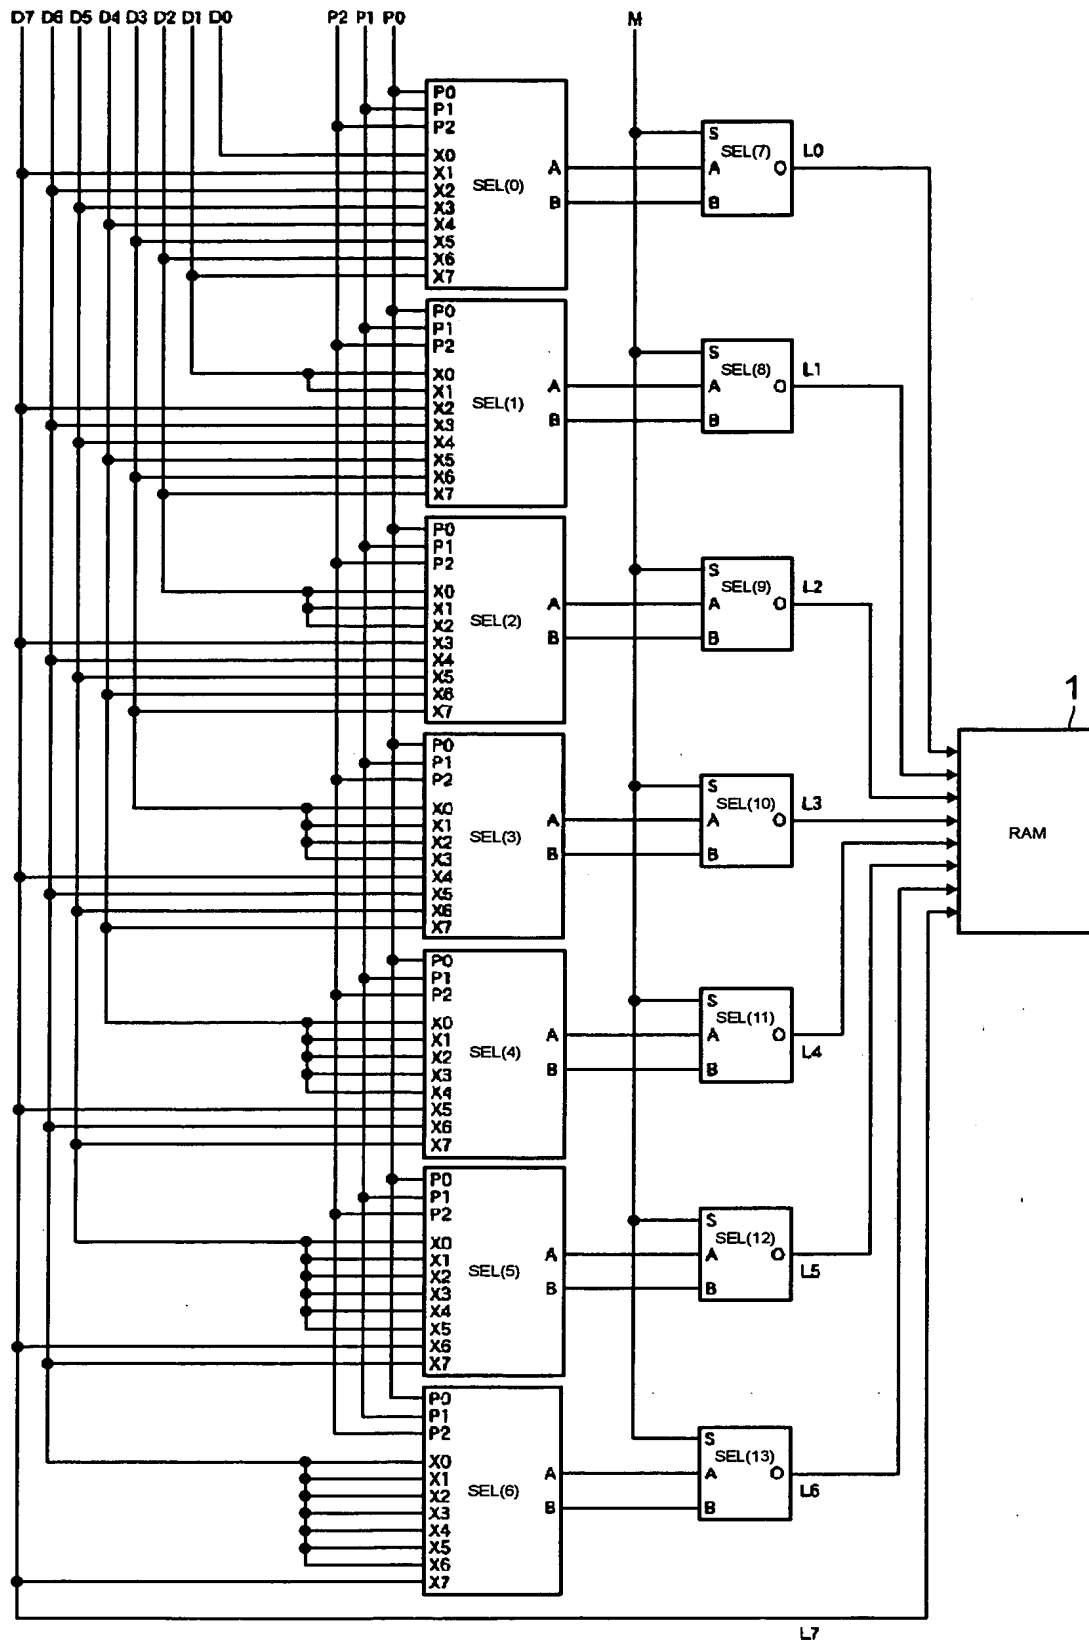 D7 D6 D5 D4 D3 D2 D1 D0 P2 P1 P0 M
P0
P1
P2
X0
X1
X2
X3
X4
X5
X6
X7
SEL(0)
A
B
S
SEL(7)
A
O
B
L0
P0
P1
P2
X0
X1
X2
X3
X4
X5
X6
X7
SEL(1)
A
B
S
SEL(8)
A
O
B
L1
P0
P1
P2
X0
X1
X2
X3
X4
X5
X6
X7
SEL(2)
A
B
S
SEL(9)
A
O
B
L2
1
RAM
P0
P1
P2
X0
X1
X2
X3
X4
X5
X6
X7
SEL(3)
A
B
S
SEL(10)
A
O
B
L3
P0
P1
P2
X0
X1
X2
X3
X4
X5
X6
X7
SEL(4)
A
B
S
SEL(11)
A
O
B
L4
P0
P1
P2
X0
X1
X2
X3
X4
X5
X6
X7
SEL(5)
A
B
S
SEL(12)
A
O
B
L5
P0
P1
P2
X0
X1
X2
X3
X4
X5
X6
X7
SEL(6)
A
B
S
SEL(13)
A
O
B
L6
L7